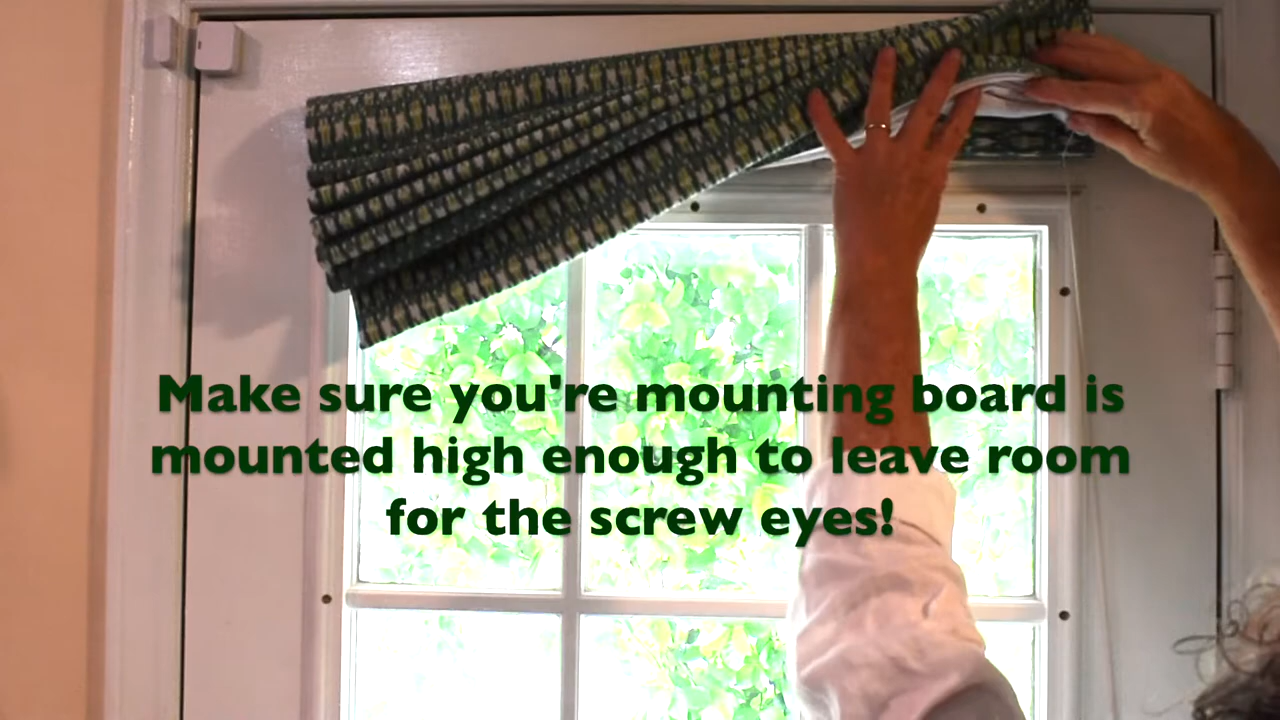 Make sure you're mounting board is
mounted high enough to leave room
for the screw eyes!